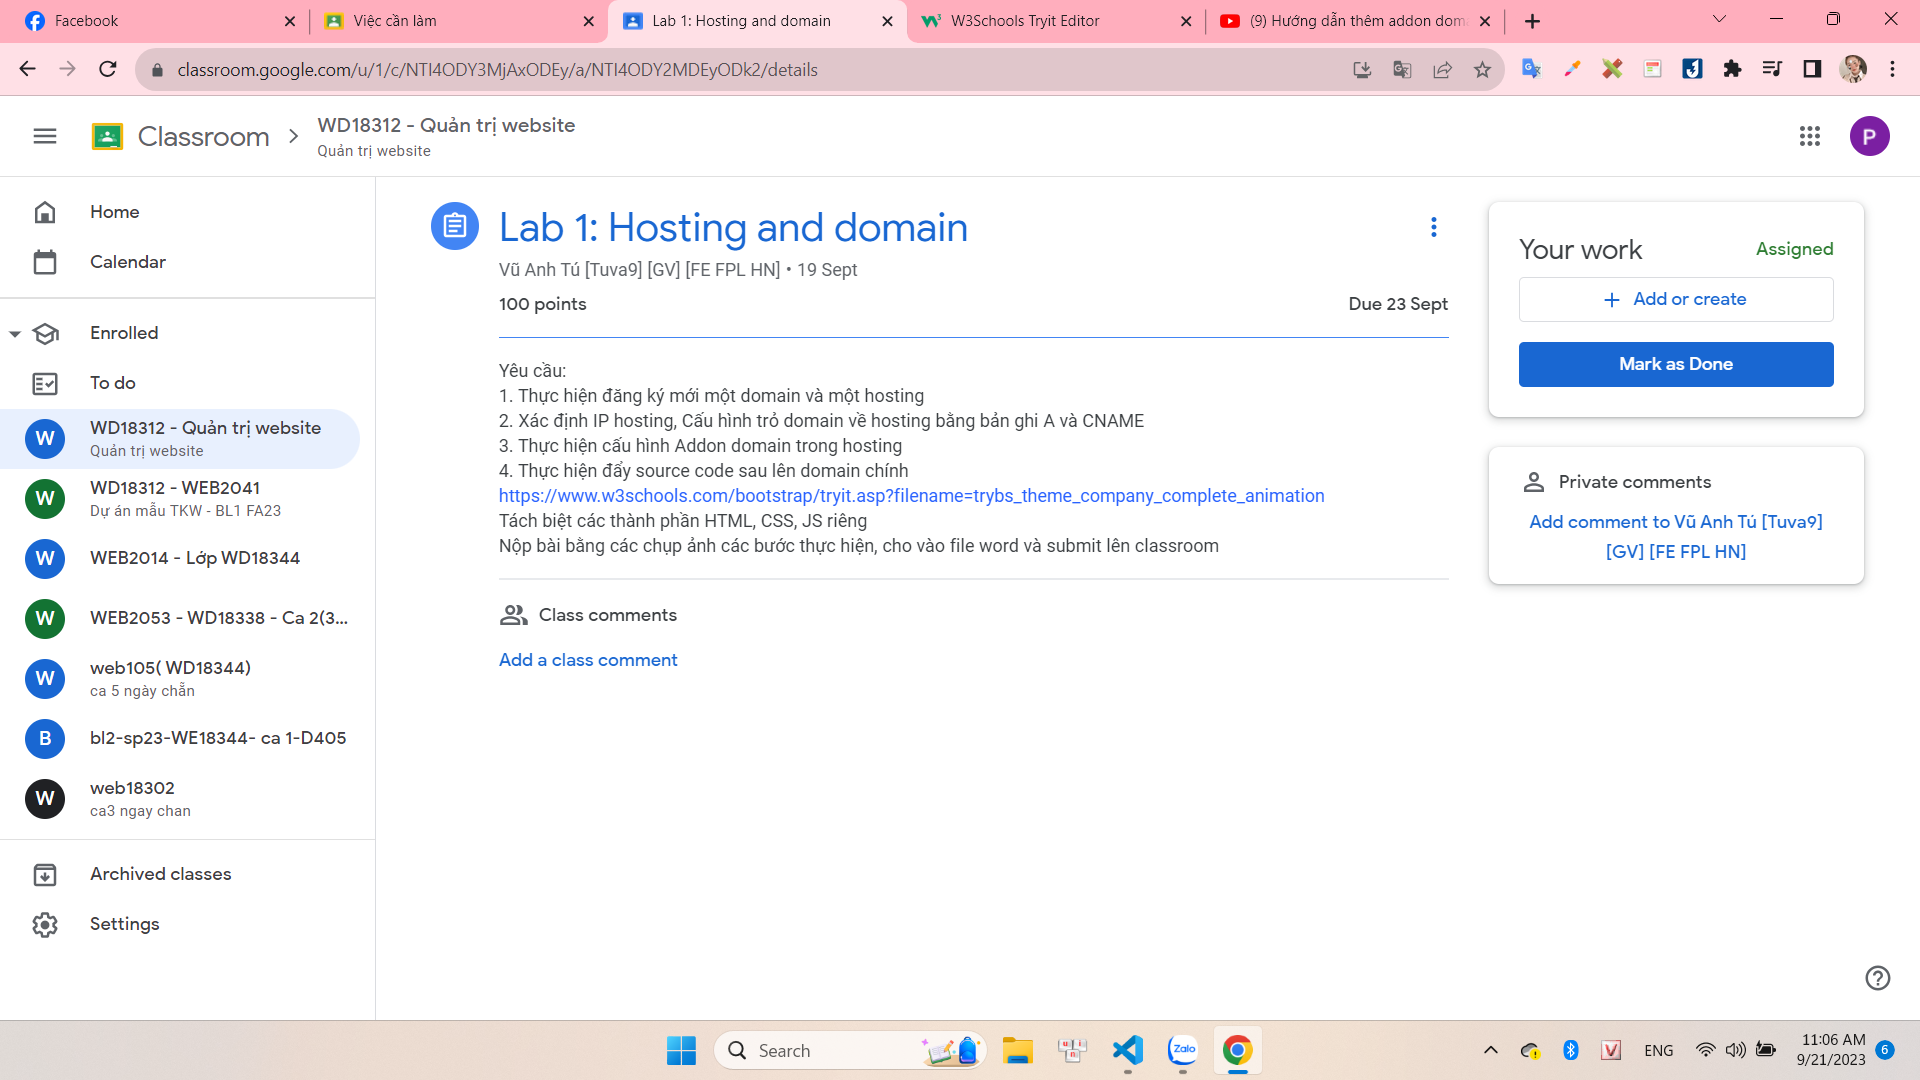 Facebook
Việc cần làm
Lab 1: Hosting and domain
W3Schools Tryit Editor
(9) Hướng dẫn thêm addon dom
classroom.google.com/u/1/c/NTI4ODY3MjAxODEy/a/NTI4ODY2MDEyODk2/details
Classroom
WD18312 - Quản trị website
Quản trị website
P
Home
Calendar
Enrolled
To do
W
WD18312 - Quản trị website
Quản trị website
W
WD18312 - WEB2041
Dự án mẫu TKW - BL1 FA23
W
WEB2014 - Lớp WD18344
W
WEB2053 - WD18338 - Ca 2(3...
W
web105( WD18344)
ca 5 ngày chẵn
B
bl2-sp23-WE18344- ca 1-D405
W
web18302
ca3 ngay chan
Archived classes
Settings
Lab 1: Hosting and domain
Vũ Anh Tú [Tuva9] [GV] [FE FPL HN] • 19 Sept
100 points
Due 23 Sept
Yêu cầu:
1. Thực hiện đăng ký mới một domain và một hosting
2. Xác định IP hosting, Cấu hình trỏ domain về hosting bằng bản ghi A và CNAME
3. Thực hiện cấu hình Addon domain trong hosting
4. Thực hiện đẩy source code sau lên domain chính
https://www.w3schools.com/bootstrap/tryit.asp?filename=trybs_theme_company_complete_animation
Tách biệt các thành phần HTML, CSS, JS riêng
Nộp bài bằng các chụp ảnh các bước thực hiện, cho vào file word và submit lên classroom
Class comments
Add a class comment
Your work
Assigned
Add or create
Mark as Done
Private comments
Add comment to Vũ Anh Tú [Tuva9]
[GV] [FE FPL HN]
Search
Zalo
ENG
11:06 AM
9/21/2023
6